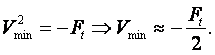 V²min = −Ft ⇒ Vmin ≈ −Ft/2.